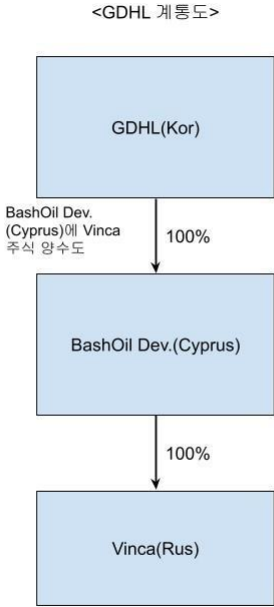 <GDHL 계통도>
GDHL(Kor)
BashOil Dev.
(Cyprus)에 Vinca
주식 양수도
100%
BashOil Dev.(Cyprus)
100%
Vinca(Rus)